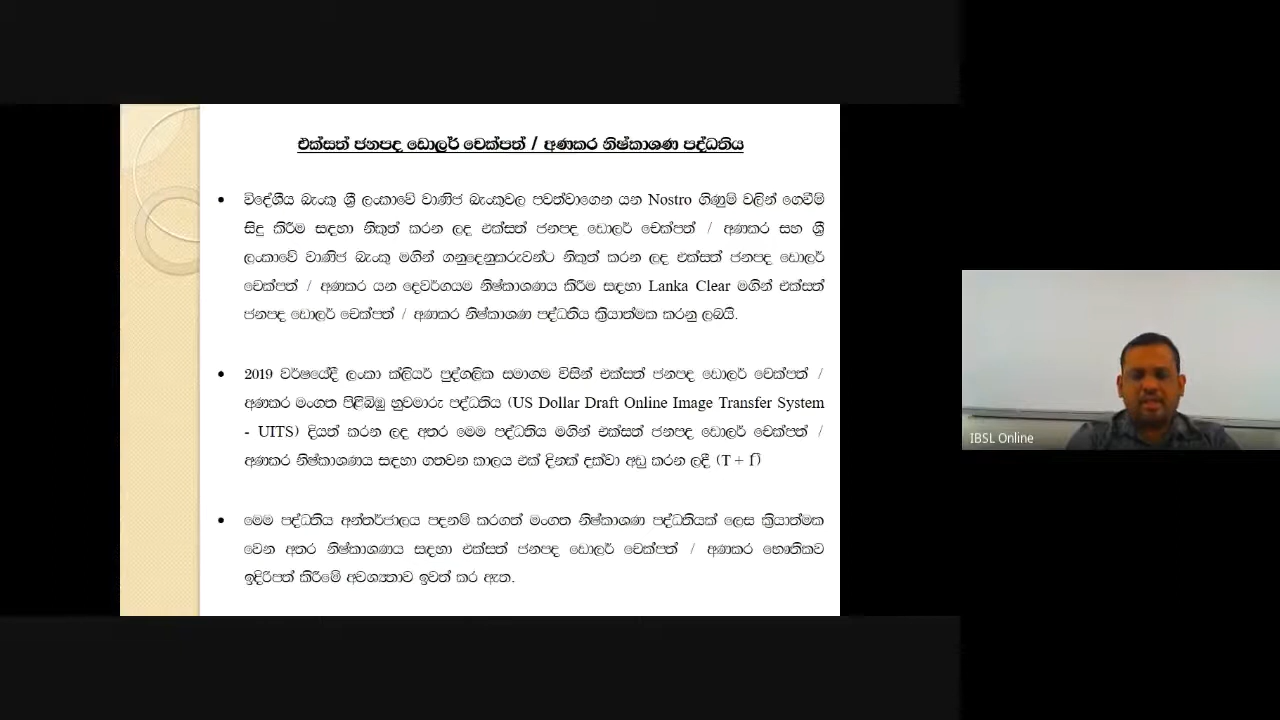 එක්සත් ජනපද ඩොලර් චෙක්පත් / අණකර නිෂ්කාශණ පද්ධතිය
• විදේශීය බැංකු ශ්‍රී ලංකාවේ වාණිජ බැංකුවල පවත්වාගෙන යන Nostro ගිණුම් වලින් ගෙවීම්
සිදු කිරීම සඳහා නිකුත් කරන ලද එක්සත් ජනපද ඩොලර් චෙක්පත් / අණකර සහ ශ්‍රී
ලංකාවේ වාණිජ බැංකු මගින් ගනුදෙනුකරුවන්ට නිකුත් කරන ලද එක්සත් ජනපද ඩොලර්
චෙක්පත් / අණකර යන දෙවර්ගයම නිෂ්කාශණය කිරීම සඳහා Lanka Clear මගින් එක්සත්
ජනපද ඩොලර් චෙක්පත් / අණකර නිෂ්කාශණ පද්ධතිය ක්‍රියාත්මක කරනු ලබයි.
• 2019 වර්ෂයේදී ලංකා ක්ලියර් පුද්ගලික සමාගම විසින් එක්සත් ජනපද ඩොලර් චෙක්පත් /
අණකර මංගත පිළිබිඹු හුවමාරු පද්ධතිය (US Dollar Draft Online Image Transfer System
- UITS) දියත් කරන ලද අතර මෙම පද්ධතිය මගින් එක්සත් ජනපද ඩොලර් චෙක්පත් /
අණකර නිෂ්කාශණය සඳහා ගතවන කාලය එක් දිනක් දක්වා අඩු කරන ලදී (T + 1)
• මෙම පද්ධතිය අන්තර්ජාලය පදනම් කරගත් මංගත නිෂ්කාශණ පද්ධතියක් ලෙස ක්‍රියාත්මක
වෙන අතර නිෂ්කාශණය සඳහා එක්සත් ජනපද ඩොලර් චෙක්පත් / අණකර භෞතිකව
ඉදිරිපත් කිරීමේ අවශ්‍යතාව ඉවත් කර ඇත.
IBSL Online